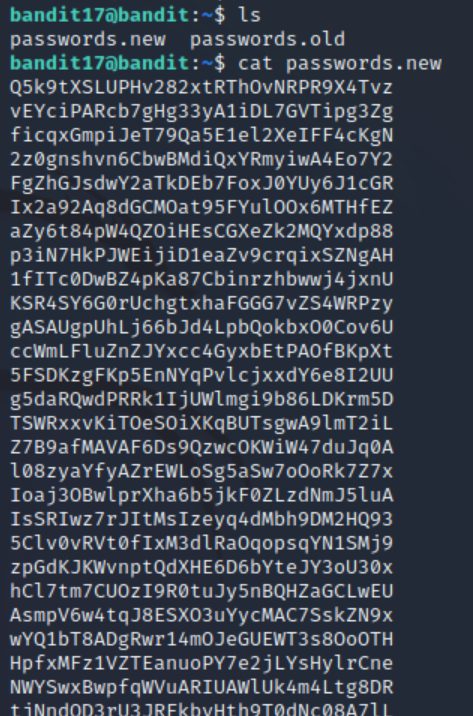 bandit17@bandit:~$ ls
passwords.new  passwords.old
bandit17@bandit:~$ cat passwords.new
Q5k9tXSLUPHv282xtRThOvNRPR9X4Tvz
vEYciPARcb7gHg33yA1iDL7GVTipg3Zg
ficqxGmpiJeT79Qa5E1el2XeIFF4cKgN
2z0gnshvn6CbwBMdiQxYRmyiwA4Eo7Y2
FgZhGJsdwY2aTkDEb7FoxJ0YUy6J1cGR
Ix2a92Aq8dGCMOat95FYulOOx6MTHfEZ
aZy6t84pW4QZOiHEsCGXeZk2MQYxdp88
p3iN7HkPJWEijiD1eaZv9crqixSZNgAH
1fITc0DwBZ4pKa87Cbinrzhbwwj4jxnU
KSR4SY6G0rUchgtxhaFGGG7vZS4WRPzy
gASAUgpUhLj66bJd4LpbQokbxO0Cov6U
ccWmLFluZnZJYxcc4GyxbEtPAOfBKpXt
5FSDKzgFKp5EnNYqPvlcjxxdY6e8I2UU
g5daRQwdPRRk1IjUWlmgi9b86LDKrm5D
TSWRxxvKiTOeSOiXKqBUTsgwA9lmT2iL
Z7B9afMAVAF6Ds9QzwcOKWiW47duJq0A
l08zyaYfyAZrEWLoSg5aSw7oOoRk7Z7x
Ioaj3OBwlprXha6b5jkF0ZLzdNmJ5luA
IsSRIwz7rJItMsIzeyq4dMbh9DM2HQ93
5Clv0vRVt0fIxM3dlRaOqopsqYN1SMj9
zpGdKJKWvnptQdXHE6D6bYteJY3oU30x
hCl7tm7CUOzI9R0tuJy5nBQHZaGCLwEU
AsmpV6w4tqJ8ESXO3uYycMAC7SskZN9x
wYQ1bT8ADgRwr14mOJeGUEWT3s8OoOTH
HpfxMFz1VZTEanuoPY7e2jLYsHylrCne
NWYSwxBwpfqWVuARIUAWlUk4m4Ltg8DR